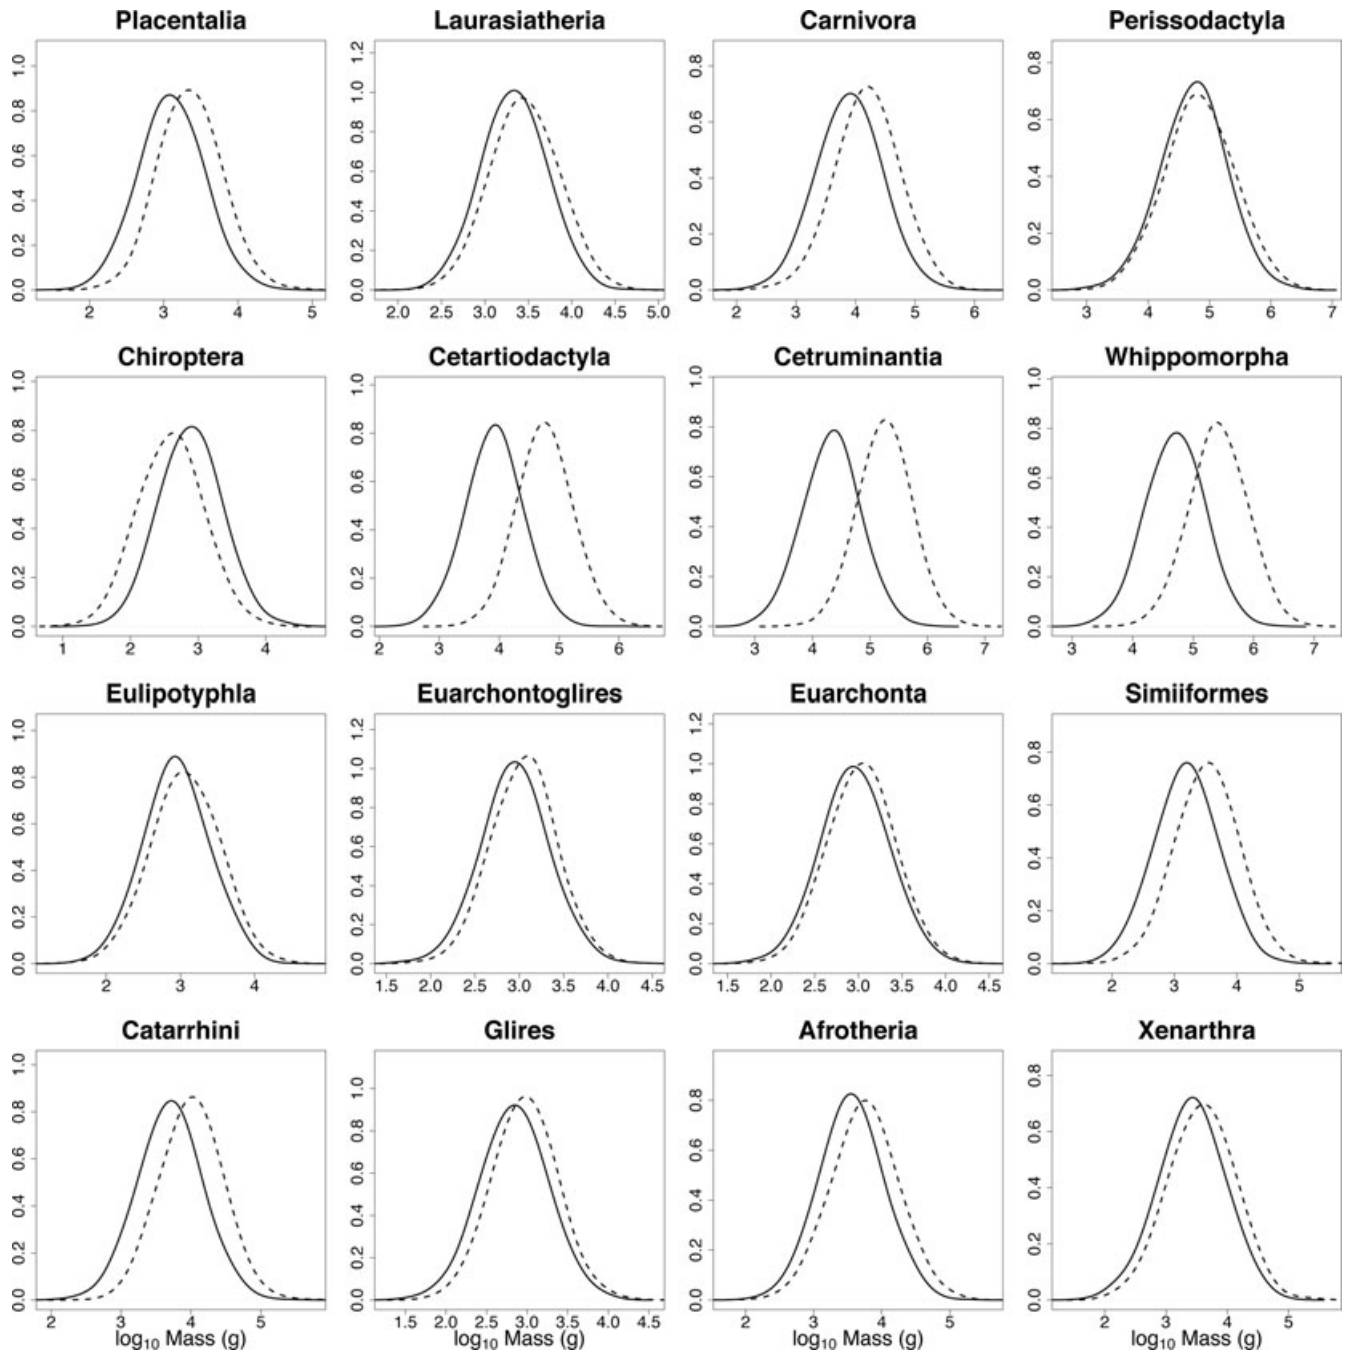 Placentalia Laurasiatheria Carnivora Perissodactyla
0.0 0.2 0.4 0.6 0.8 1.0
2 3 4 5
0.0 0.2 0.4 0.6 0.8 1.0 1.2
2.0 2.5 3.0 3.5 4.0 4.5 5.0
0.0 0.2 0.4 0.6 0.8
2 3 4 5 6
0.0 0.2 0.4 0.6 0.8
3 4 5 6 7
Chiroptera Cetartiodactyla Cetruminantia Whippomorpha
0.0 0.2 0.4 0.6 0.8 1.0
1 2 3 4
0.0 0.2 0.4 0.6 0.8 1.0
2 3 4 5 6
0.0 0.2 0.4 0.6 0.8 1.0
3 4 5 6 7
0.0 0.2 0.4 0.6 0.8 1.0
3 4 5 6 7
Eulipotyphla Euarchontoglires Euarchonta Simiiformes
0.0 0.2 0.4 0.6 0.8 1.0
2 3 4
0.0 0.2 0.4 0.6 0.8 1.0 1.2
1.5 2.0 2.5 3.0 3.5 4.0 4.5
0.0 0.2 0.4 0.6 0.8 1.0 1.2
1.5 2.0 2.5 3.0 3.5 4.0 4.5
0.0 0.2 0.4 0.6 0.8
2 3 4 5
Catarrhini Glires Afrotheria Xenarthra
0.0 0.2 0.4 0.6 0.8 1.0
2 3 4 5
0.0 0.2 0.4 0.6 0.8 1.0
1.5 2.0 2.5 3.0 3.5 4.0 4.5
0.0 0.2 0.4 0.6 0.8
2 3 4 5
0.0 0.2 0.4 0.6 0.8
2 3 4 5
log₁₀ Mass (g) log₁₀ Mass (g) log₁₀ Mass (g) log₁₀ Mass (g)